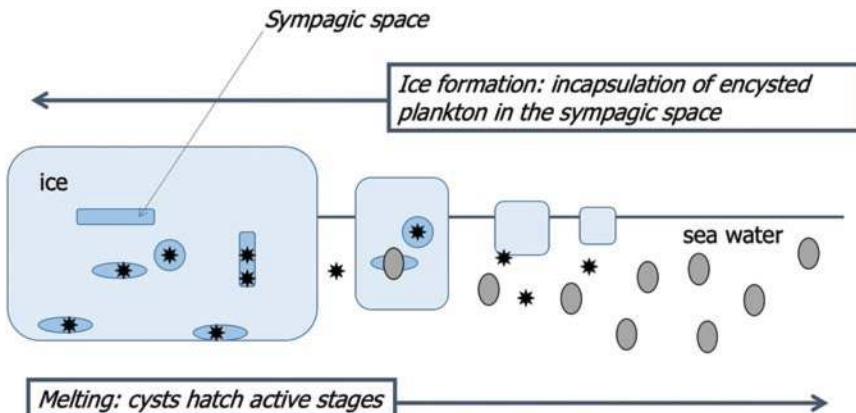 Sympagic space
Ice formation: incapsulation of encysted
plankton in the sympagic space
ice
sea water
Melting: cysts hatch active stages